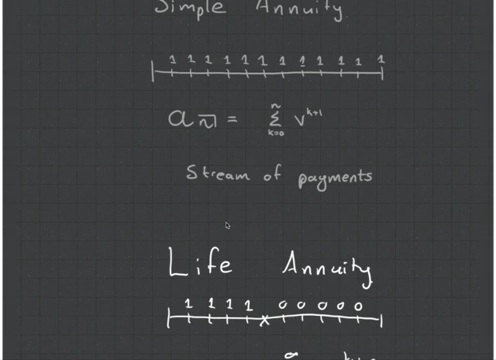 Simple Annuity
1 1 1 1 1 1 1 1 1 1 1 1
a n⌉ = n Σ k=0 v^k+1
Stream of payments
Life Annuity
1 1 1 1 0 0 0 0 0